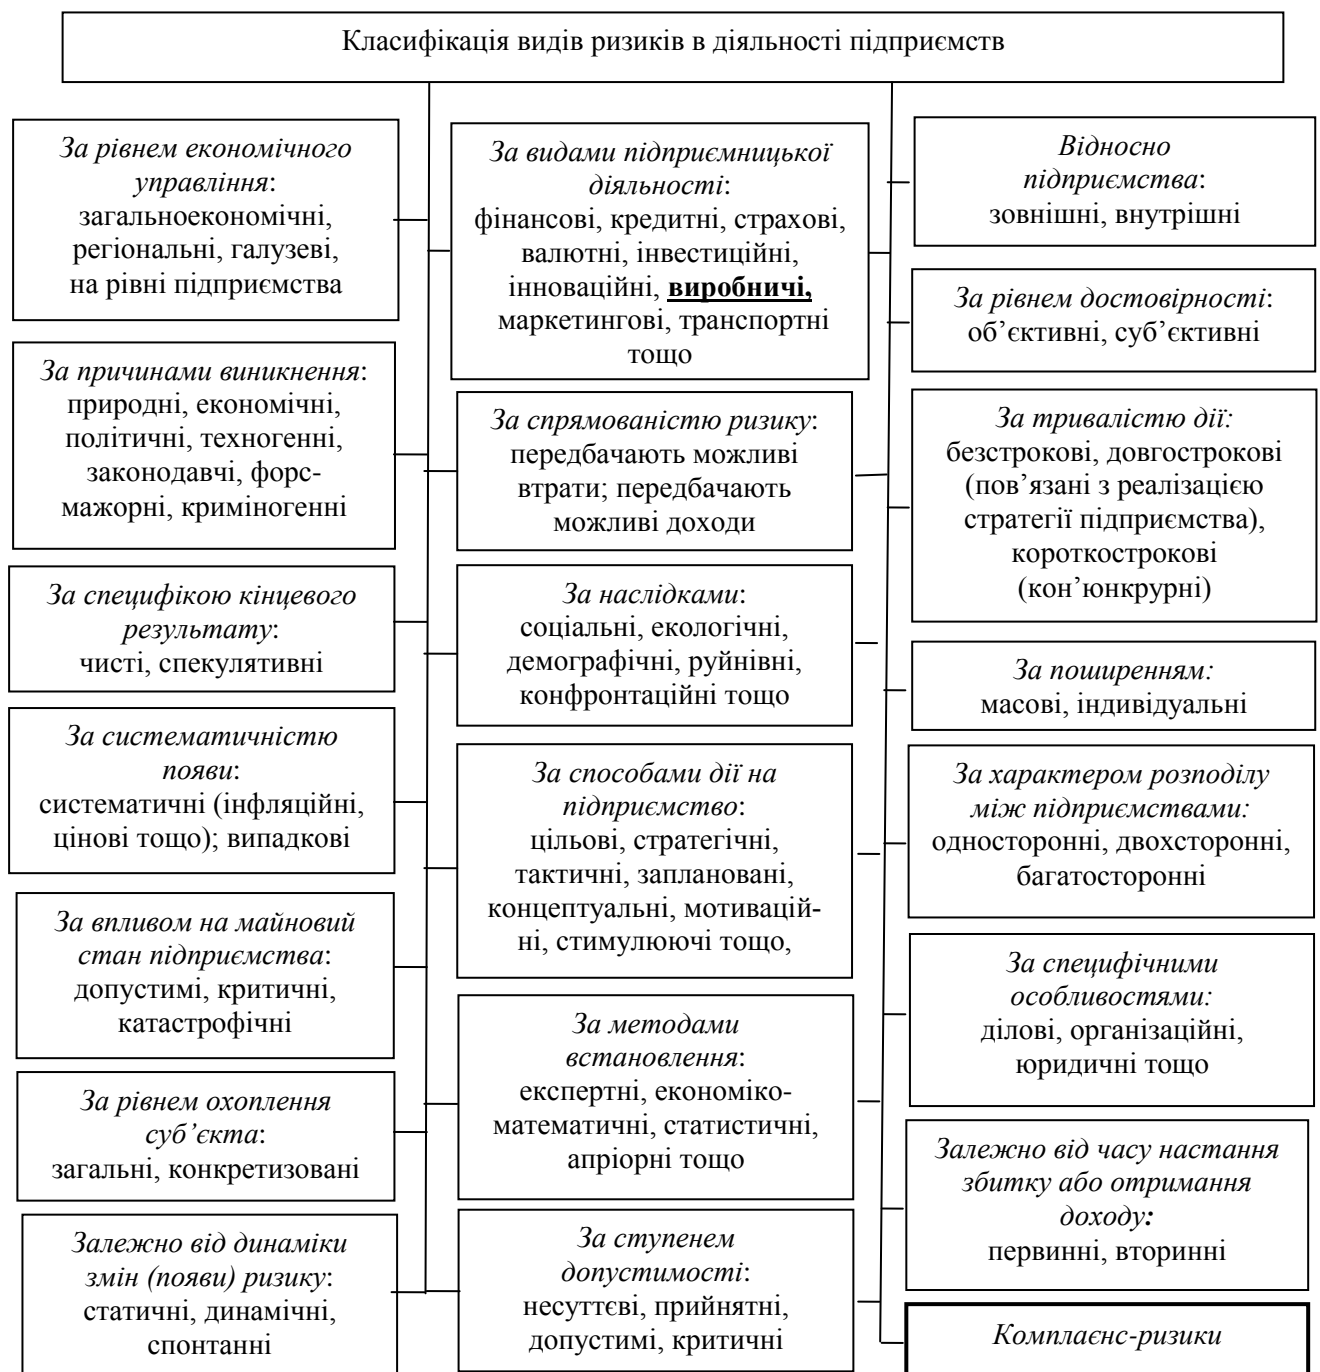 Класифікація видів ризиків в діяльності підприємств
За рівнем економічного
управління:
загальноекономічні,
регіональні, галузеві,
на рівні підприємства
За причинами виникнення:
природні, економічні,
політичні, техногенні,
законодавчі, форс-
мажорні, криміногенні
За специфікою кінцевого
результату:
чисті, спекулятивні
За систематичністю
появи:
систематичні (інфляційні,
цінові тощо); випадкові
За впливом на майновий
стан підприємства:
допустимі, критичні,
катастрофічні
За рівнем охоплення
суб’єкта:
загальні, конкретизовані
Залежно від динаміки
змін (появи) ризику:
статичні, динамічні,
спонтанні
За видами підприємницької
діяльності:
фінансові, кредитні, страхові,
валютні, інвестиційні,
інноваційні, виробничі,
маркетингові, транспортні
тощо
За спрямованістю ризику:
передбачають можливі
втрати; передбачають
можливі доходи
За наслідками:
соціальні, екологічні,
демографічні, руйнівні,
конфронтаційні тощо
За способами дії на
підприємство:
цільові, стратегічні,
тактичні, заплановані,
концептуальні, мотивацій-
ні, стимулюючі тощо,
За методами
встановлення:
експертні, економіко-
математичні, статистичні,
апріорні тощо
За ступенем
допустимості:
несуттєві, прийнятні,
допустимі, критичні
Відносно
підприємства:
зовнішні, внутрішні
За рівнем достовірності:
об’єктивні, суб’єктивні
За тривалістю дії:
безстрокові, довгострокові
(пов’язані з реалізацією
стратегії підприємства),
короткострокові
(кон’юнкрурні)
За поширенням:
масові, індивідуальні
За характером розподілу
між підприємствами:
односторонні, двохсторонні,
багатосторонні
За специфічними
особливостями:
ділові, організаційні,
юридичні тощо
Залежно від часу настання
збитку або отримання
доходу:
первинні, вторинні
Комплаєнс-ризики